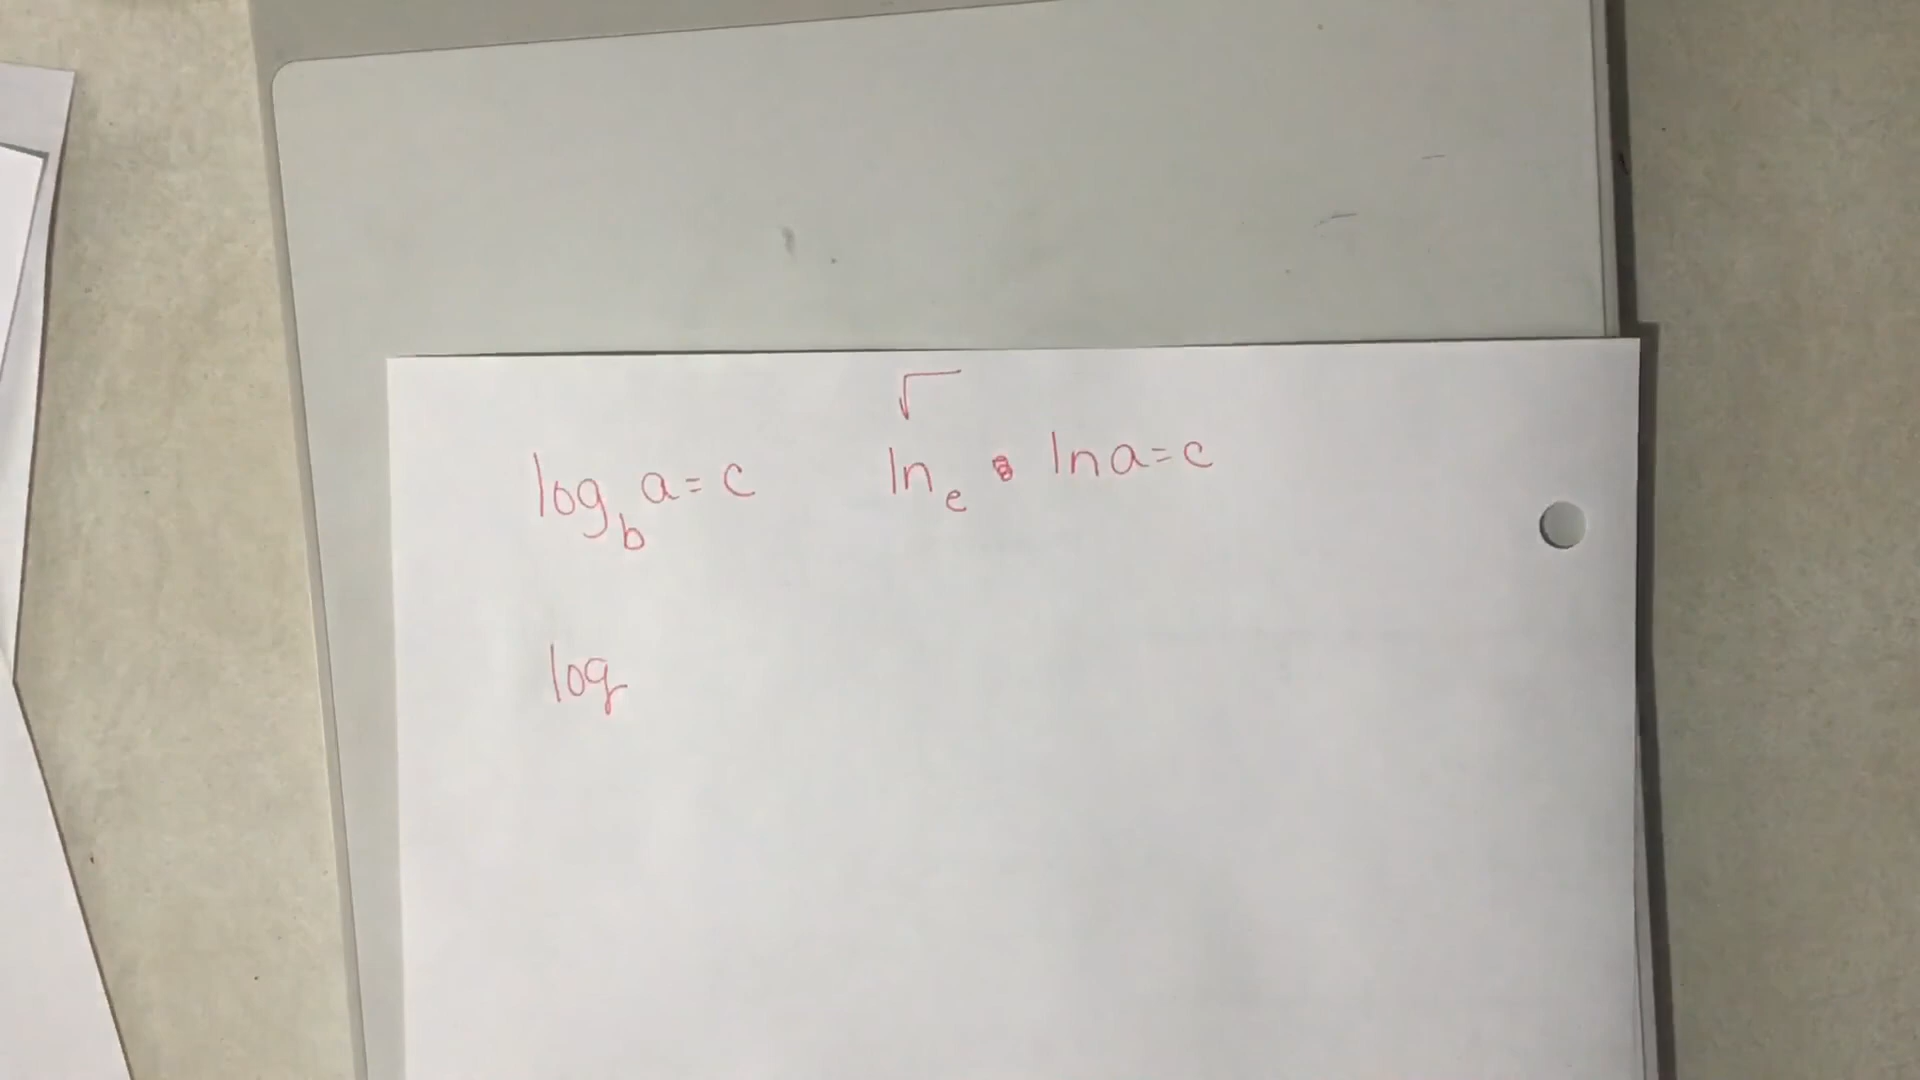 √
log_b a = c    ln_e    ln a = c
log